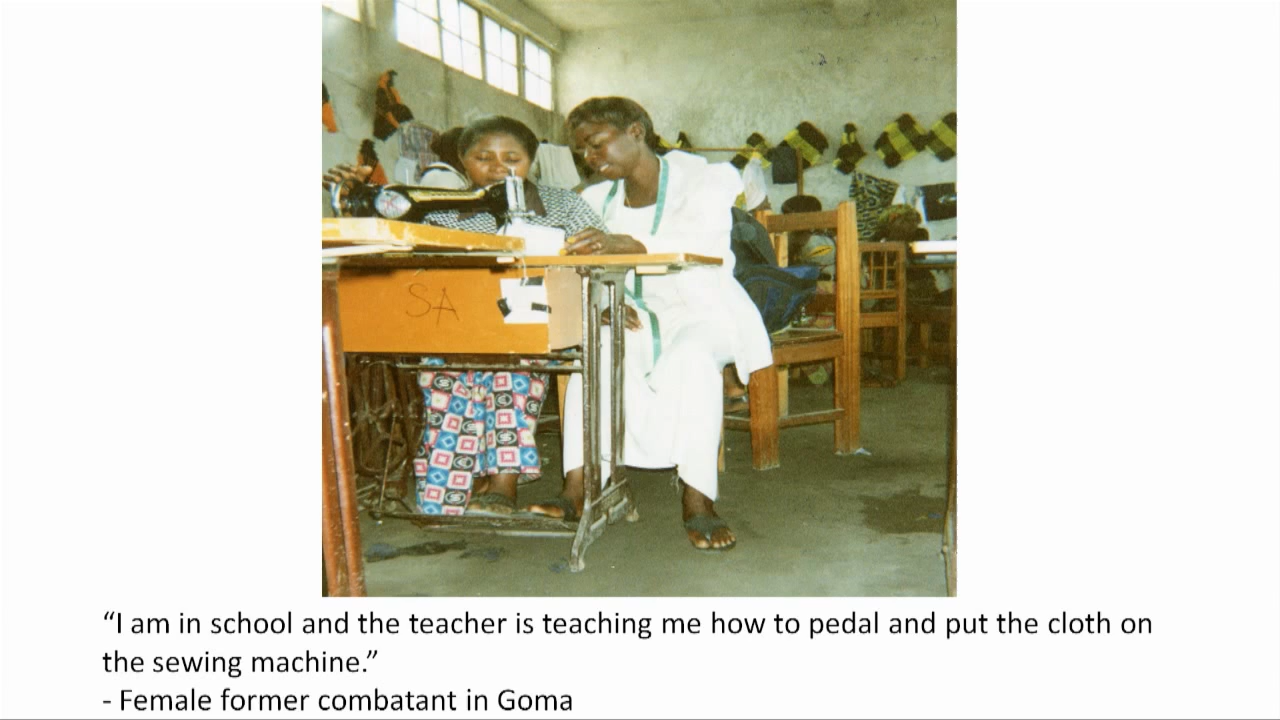 SA
“I am in school and the teacher is teaching me how to pedal and put the cloth on
the sewing machine.”
- Female former combatant in Goma